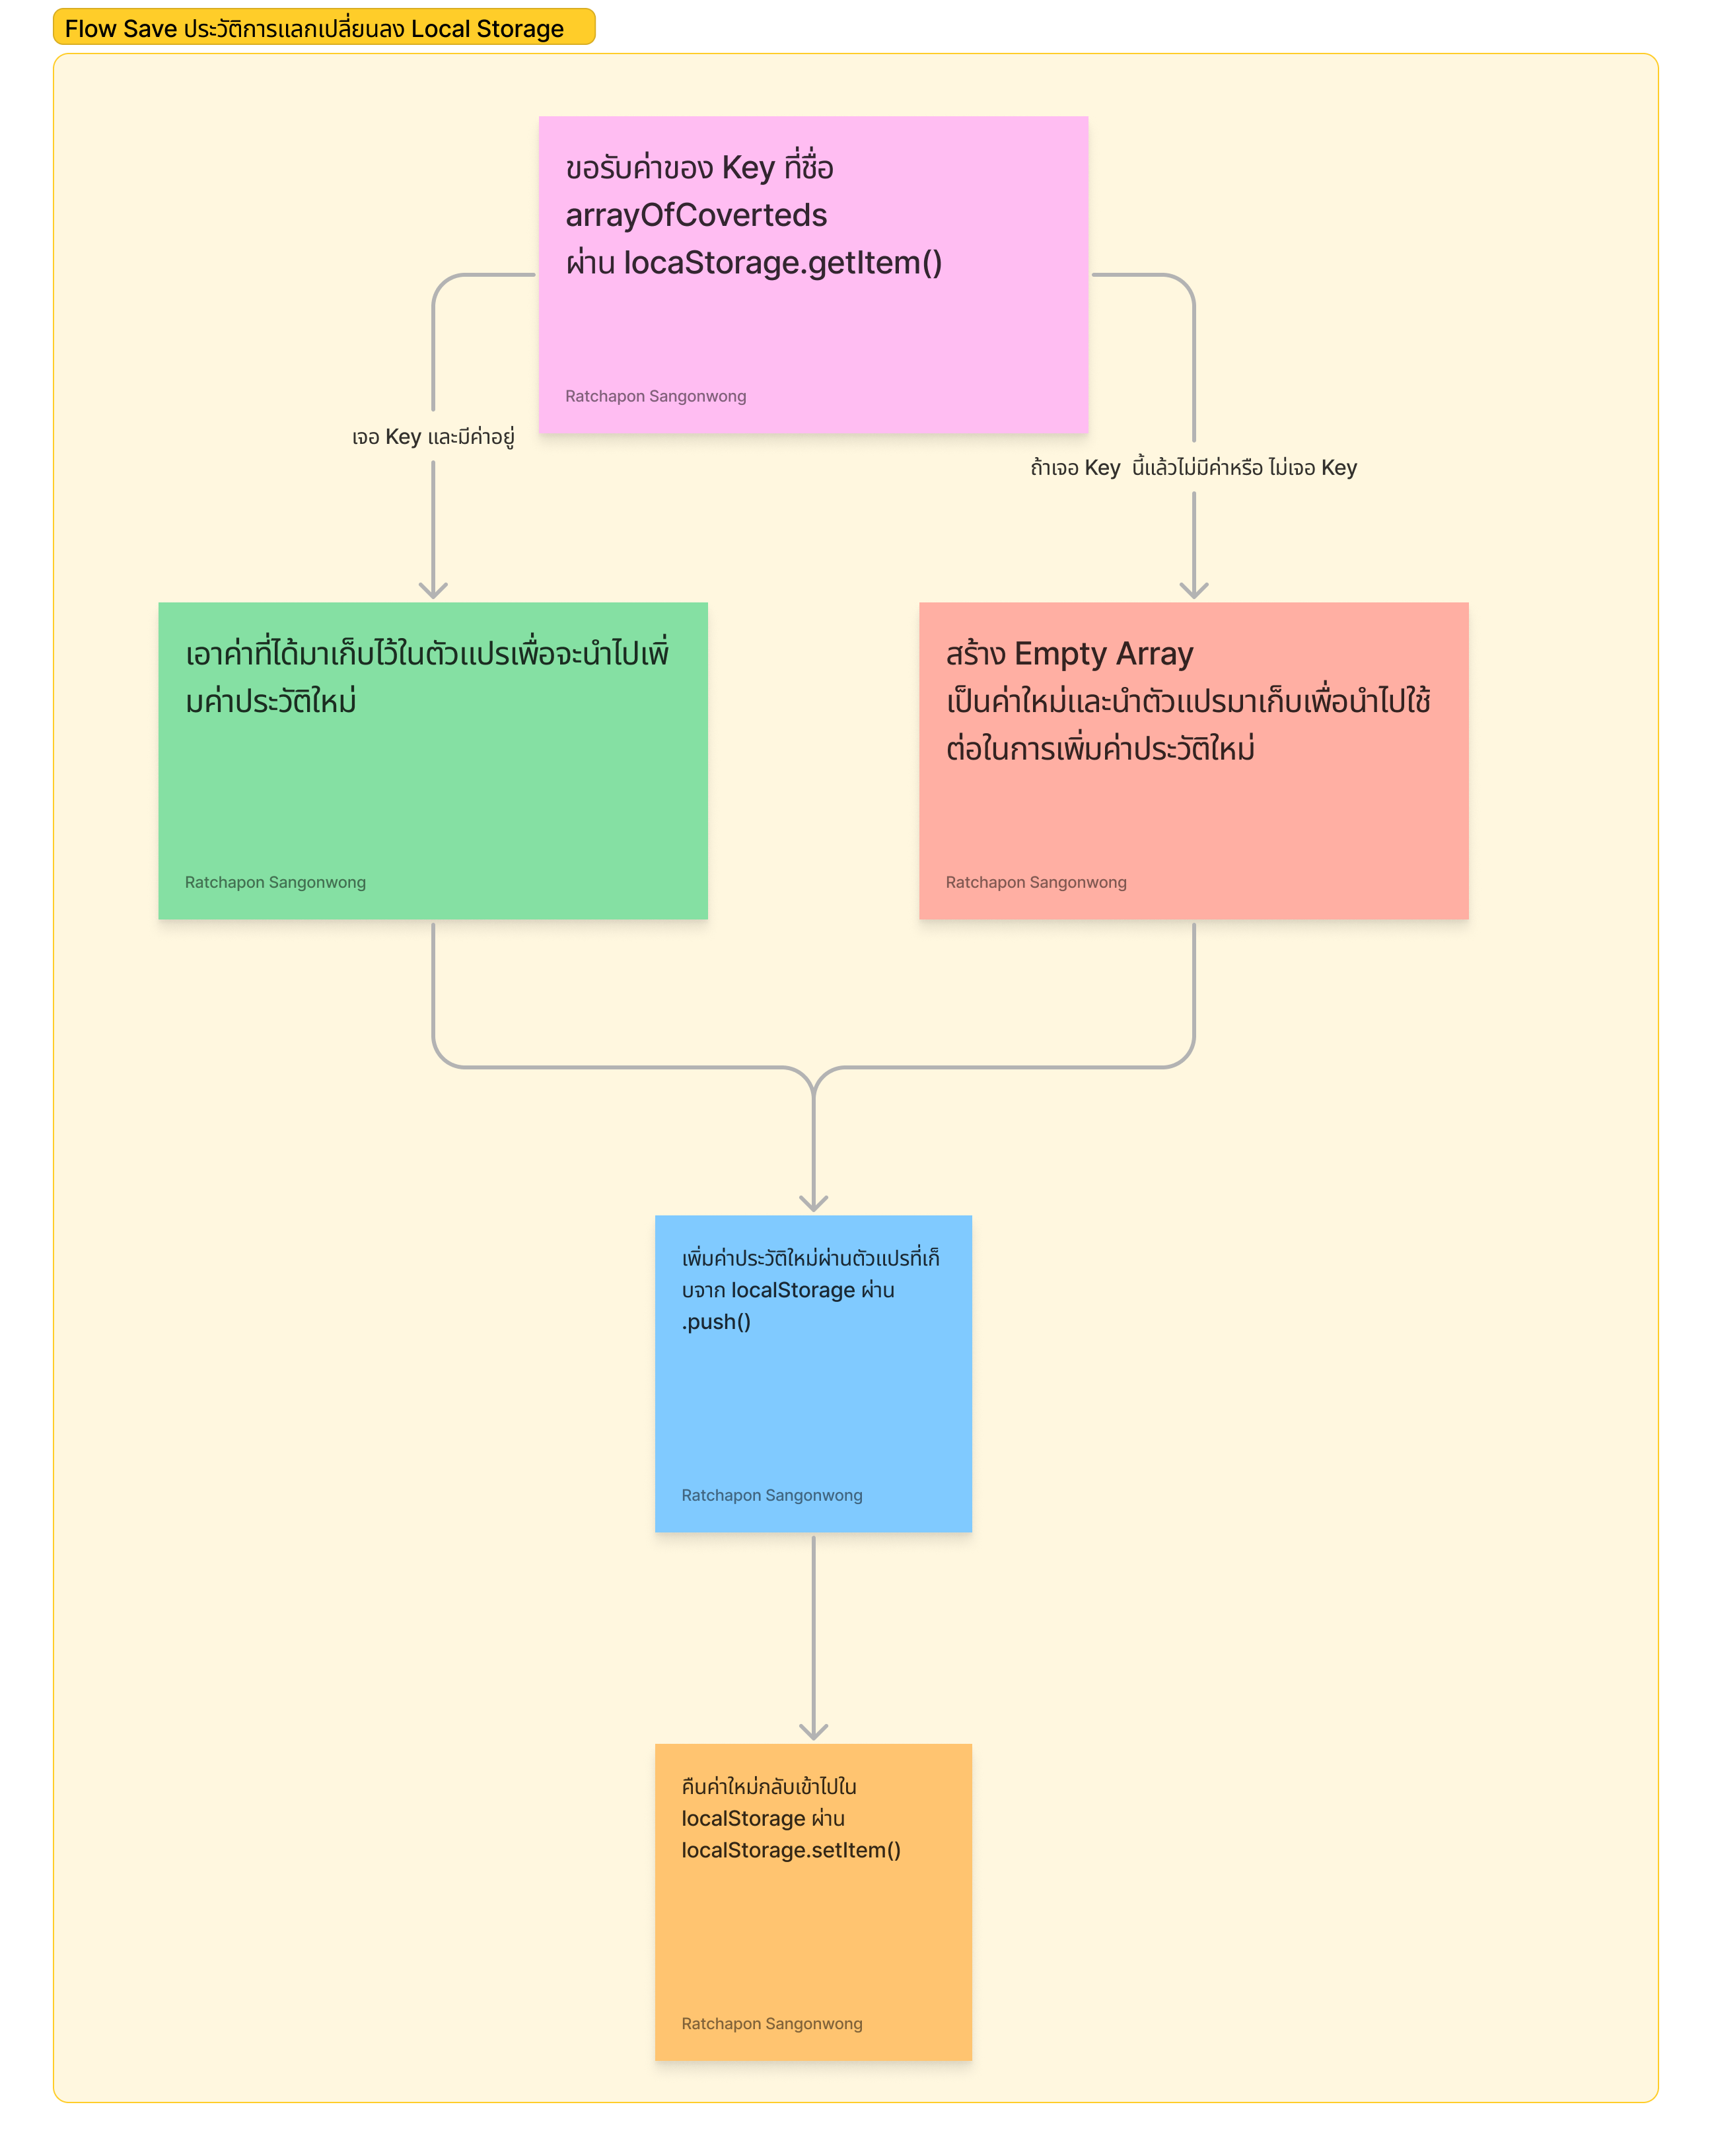 Flow Save ประวัติการแลกเปลี่ยนลง Local Storage
ขอรับค่าของ Key ที่ชื่อ
arrayOfCoverteds
ผ่าน locaStorage.getItem()
Ratchapon Sangonwong
เจอ Key และมีค่าอยู่
ถ้าเจอ Key  นี้แล้วไม่มีค่าหรือ ไม่เจอ Key
เอาค่าที่ได้มาเก็บไว้ในตัวแปรเพื่อจะนำไปเพิ่
มค่าประวัติใหม่
Ratchapon Sangonwong
สร้าง Empty Array
เป็นค่าใหม่และนำตัวแปรมาเก็บเพื่อนำไปใช้
ต่อในการเพิ่มค่าประวัติใหม่
Ratchapon Sangonwong
เพิ่มค่าประวัติใหม่ผ่านตัวแปรที่เก็
บจาก localStorage ผ่าน
.push()
Ratchapon Sangonwong
คืนค่าใหม่กลับเข้าไปใน
localStorage ผ่าน
localStorage.setItem()
Ratchapon Sangonwong